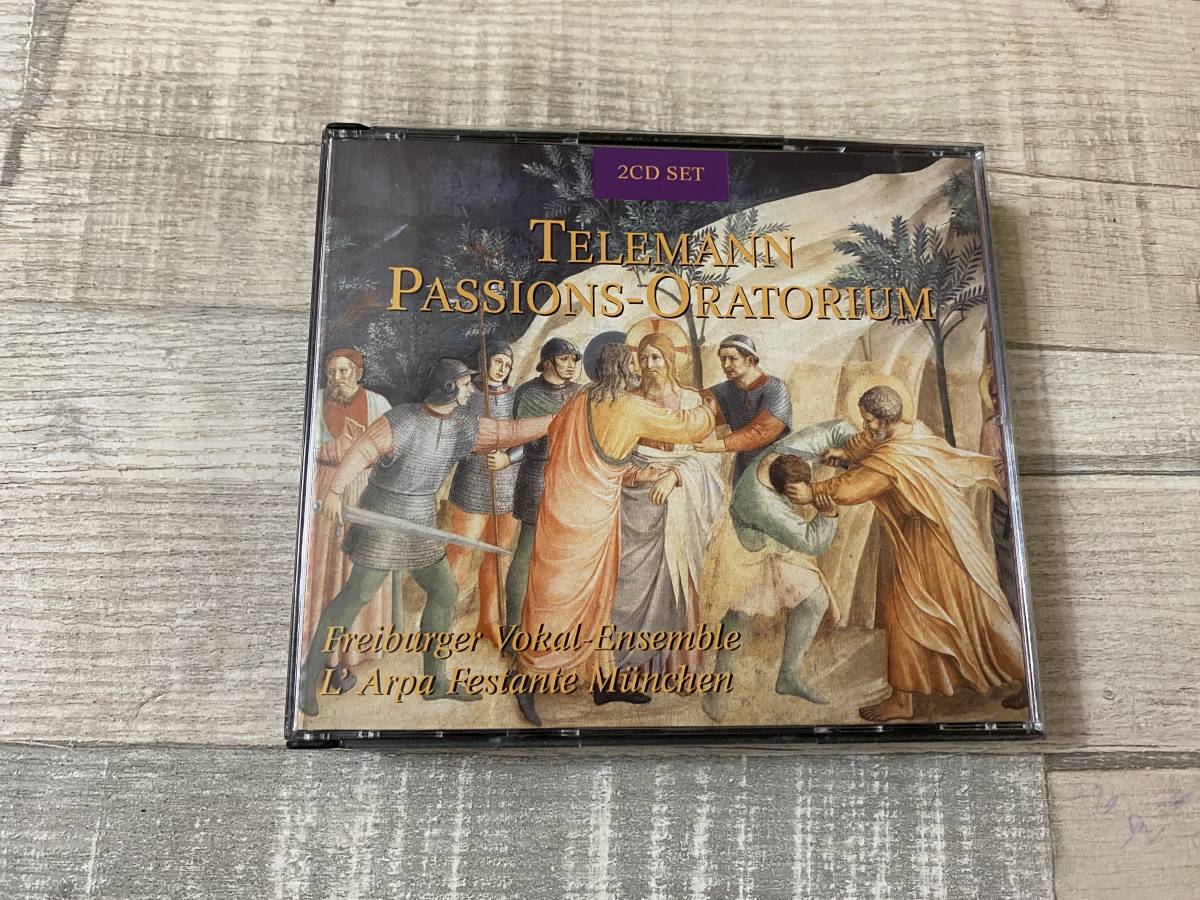 2CD SET
TELEMANN
PASSIONS-ORATORIUM
Freiburger Vokal-Ensemble
L' Arpa Festante München